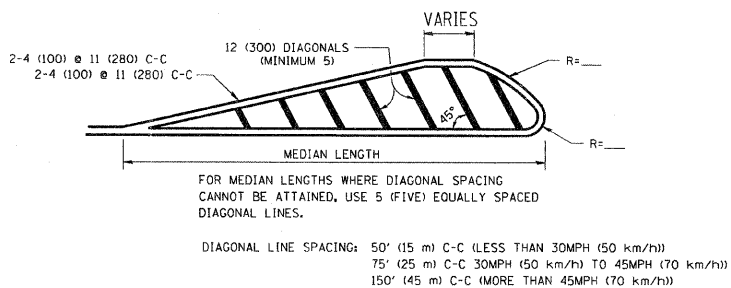 VARIES
12 (300) DIAGONALS
(MINIMUM 5)
2-4 (100) @ 11 (280) C-C
2-4 (100) @ 11 (280) C-C
R=___
45°
R=___
MEDIAN LENGTH
FOR MEDIAN LENGTHS WHERE DIAGONAL SPACING
CANNOT BE ATTAINED, USE 5 (FIVE) EQUALLY SPACED
DIAGONAL LINES.
DIAGONAL LINE SPACING: 50' (15 m) C-C (LESS THAN 30MPH (50 km/h))
75' (25 m) C-C 30MPH (50 km/h) TO 45MPH (70 km/h))
150' (45 m) C-C (MORE THAN 45MPH (70 km/h))